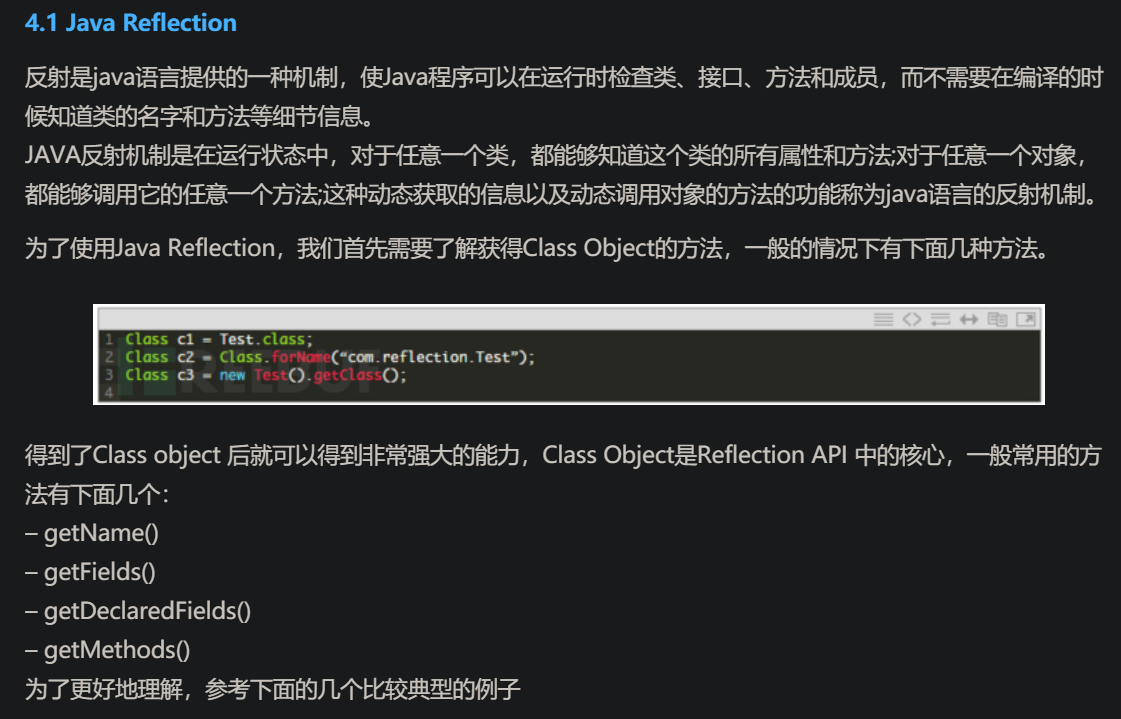 4.1 Java Reflection
反射是java语言提供的一种机制，使Java程序可以在运行时检查类、接口、方法和成员，而不需要在编译的时
候知道类的名字和方法等细节信息。
JAVA反射机制是在运行状态中，对于任意一个类，都能够知道这个类的所有属性和方法;对于任意一个对象，
都能够调用它的任意一个方法;这种动态获取的信息以及动态调用对象的方法的功能称为java语言的反射机制。
为了使用Java Reflection，我们首先需要了解获得Class Object的方法，一般的情况下有下面几种方法。
1 Class c1 = Test.class;
2 Class c2 = Class.forName(“com.reflection.Test”);
3 Class c3 = new Test().getClass();
4
得到了Class object 后就可以得到非常强大的能力，Class Object是Reflection API 中的核心，一般常用的方
法有下面几个：
– getName()
– getFields()
– getDeclaredFields()
– getMethods()
为了更好地理解，参考下面的几个比较典型的例子